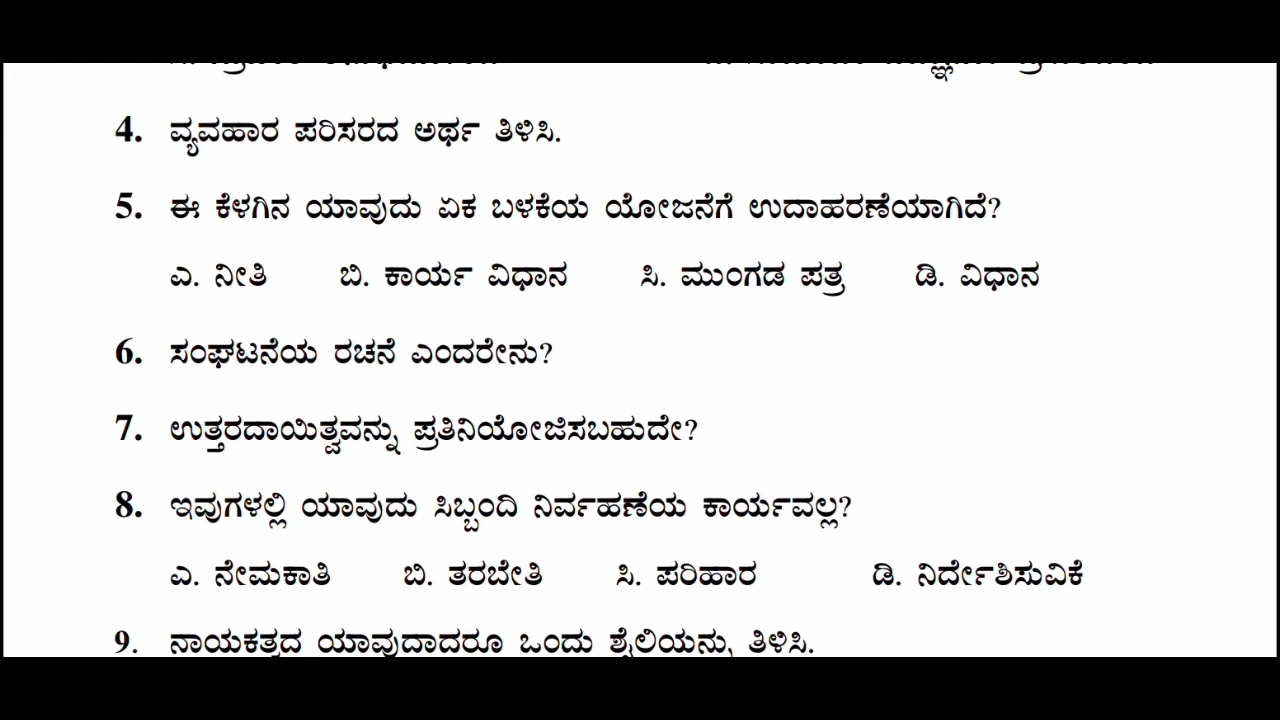 4. ವ್ಯವಹಾರ ಪರಿಸರದ ಅರ್ಥ ತಿಳಿಸಿ.
5. ಈ ಕೆಳಗಿನ ಯಾವುದು ಏಕ ಬಳಕೆಯ ಯೋಜನೆಗೆ ಉದಾಹರಣೆಯಾಗಿದೆ?
ಎ. ನೀತಿ ಬಿ. ಕಾರ್ಯ ವಿಧಾನ ಸಿ. ಮುಂಗಡ ಪತ್ರ ಡಿ. ವಿಧಾನ
6. ಸಂಘಟನೆಯ ರಚನೆ ಎಂದರೇನು?
7. ಉತ್ತರದಾಯಿತ್ವವನ್ನು ಪ್ರತಿನಿಯೋಜಿಸಬಹುದೇ?
8. ಇವುಗಳಲ್ಲಿ ಯಾವುದು ಸಿಬ್ಬಂದಿ ನಿರ್ವಹಣೆಯ ಕಾರ್ಯವಲ್ಲ?
ಎ. ನೇಮಕಾತಿ ಬಿ. ತರಬೇತಿ ಸಿ. ಪರಿಹಾರ ಡಿ. ನಿರ್ದೇಶಿಸುವಿಕೆ
9. ನಾಯಕತ್ವದ ಯಾವುದಾದರೂ ಒಂದು ಶೈಲಿಯನ್ನು ತಿಳಿಸಿ.